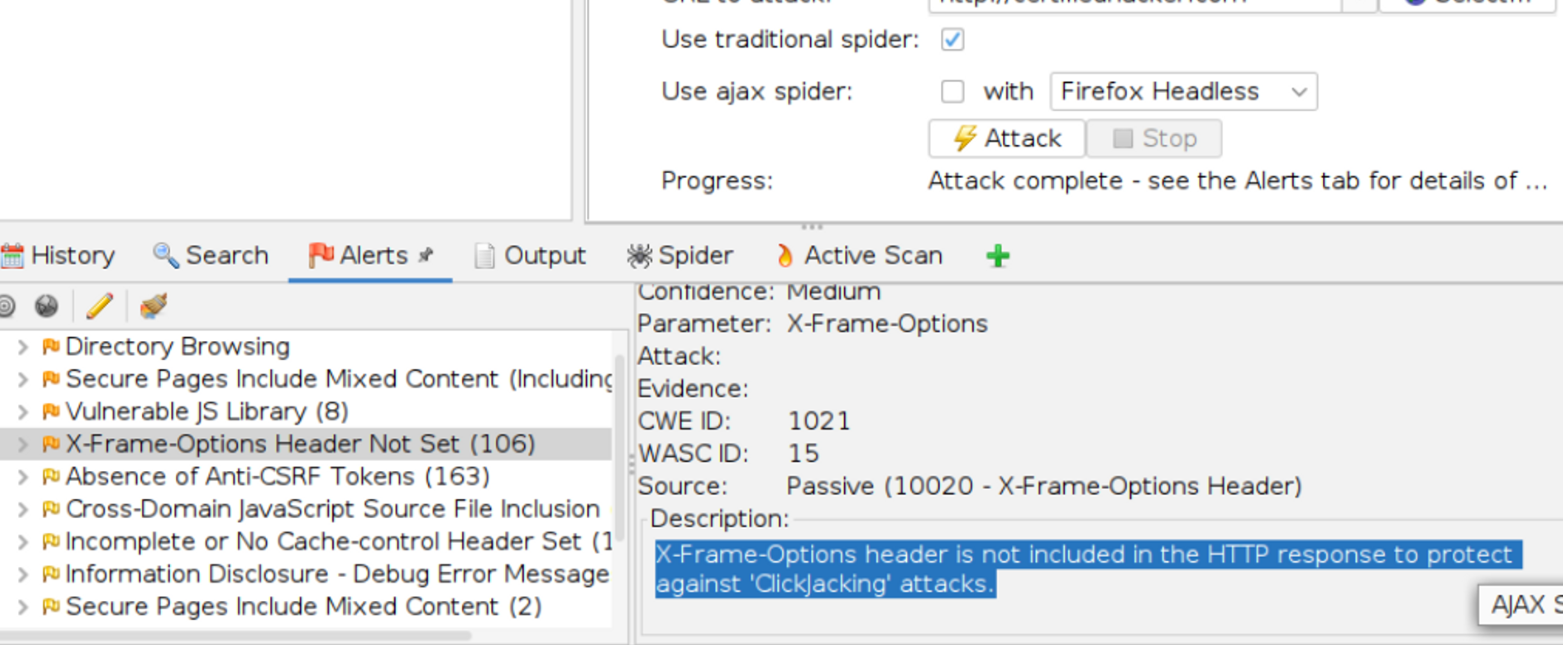 Use traditional spider:
Use ajax spider: with Firefox Headless
Attack Stop
Progress: Attack complete - see the Alerts tab for details of ...
History Search Alerts Output Spider Active Scan
Directory Browsing
Secure Pages Include Mixed Content (Including
Vulnerable JS Library (8)
X-Frame-Options Header Not Set (106)
Absence of Anti-CSRF Tokens (163)
Cross-Domain JavaScript Source File Inclusion
Incomplete or No Cache-control Header Set (1
Information Disclosure - Debug Error Message
Secure Pages Include Mixed Content (2)
Confidence: Medium
Parameter: X-Frame-Options
Attack:
Evidence:
CWE ID: 1021
WASC ID: 15
Source: Passive (10020 - X-Frame-Options Header)
Description:
X-Frame-Options header is not included in the HTTP response to protect
against 'ClickJacking' attacks.
AJAX S